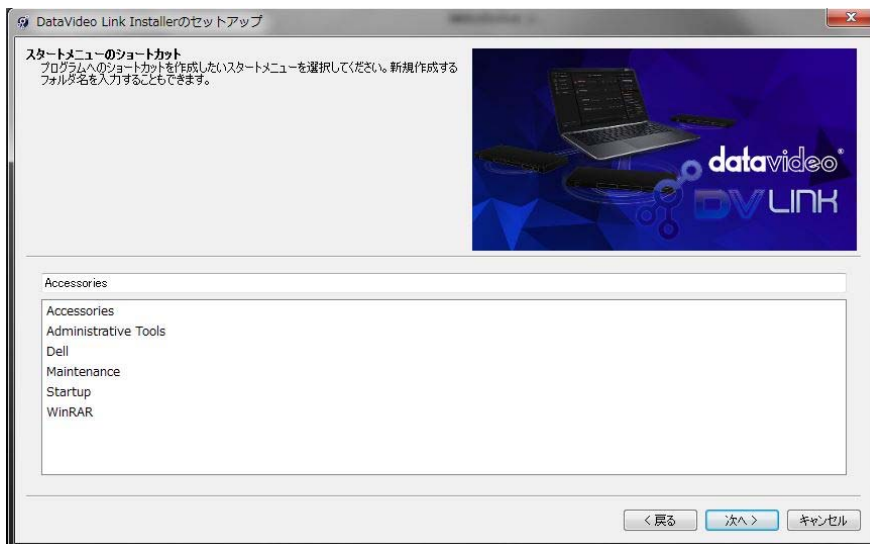 DataVideo Link Installerのセットアップ
スタートメニューのショートカット
プログラムへのショートカットを作成したいスタートメニューを選択してください。新規作成する
フォルダ名を入力することもできます。
datavideo®
DVLINK
Accessories
Accessories
Administrative Tools
Dell
Maintenance
Startup
WinRAR
< 戻る
次へ >
キャンセル